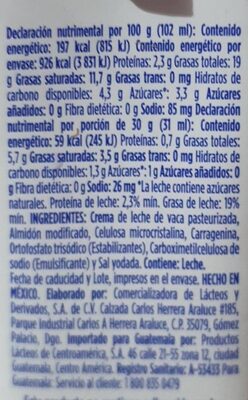 Declaración nutrimental por 100 g (102 ml): Contenido
energético: 197 kcal (815 kJ) Contenido energético por
envase: 926 kcal (3 831 kJ) Proteínas: 2,3 g Grasas totales: 19
g Grasas saturadas: 11,7 g Grasas trans: 0 mg Hidratos de
carbono disponibles: 4,3 g Azúcares*: 3,3 g Azúcares
añadidos: 0 g Fibra dietética: 0 g Sodio: 85 mg Declaración
nutrimental por porción de 30 g (31 ml): Contenido
energético: 59 kcal (245 kJ) Proteínas: 0,7 g Grasas totales:
5,7 g Grasas saturadas: 3,5 g Grasas trans: 0 mg Hidratos de
carbono disponibles: 1,3 g Azúcares*: 1 g Azúcares añadidos: 0
g Fibra dietética: 0 g Sodio: 26 mg *La leche contiene azúcares
naturales. Proteína de leche: 2,3% mín. Grasa de leche: 19%
mín. INGREDIENTES: Crema de leche de vaca pasteurizada,
Almidón modificado, Celulosa microcristalina, Carragenina,
Ortofosfato trisódico (Estabilizantes), Carboximetilcelulosa de
sodio (Emulsificante) y Sal yodada. Contiene: Leche.
Fecha de caducidad y Lote, impresos en el envase. HECHO EN
MÉXICO. Elaborado por: Comercializadora de Lácteos y
Derivados, S.A. de C.V. Calzada Carlos Herrera Araluce #185,
Parque Industrial Carlos A Herrera Araluce, C.P. 35079, Gómez
Palacio, Dgo. Importado para Guatemala por: Productos
Lácteos de Centroamérica, S.A. 46 calle 21-55 zona 12, ciudad
de Guatemala, Guatemala. Registro Sanitario: A-53433 Para
Guatemala: Servicio al cliente: 1 800 835 0479